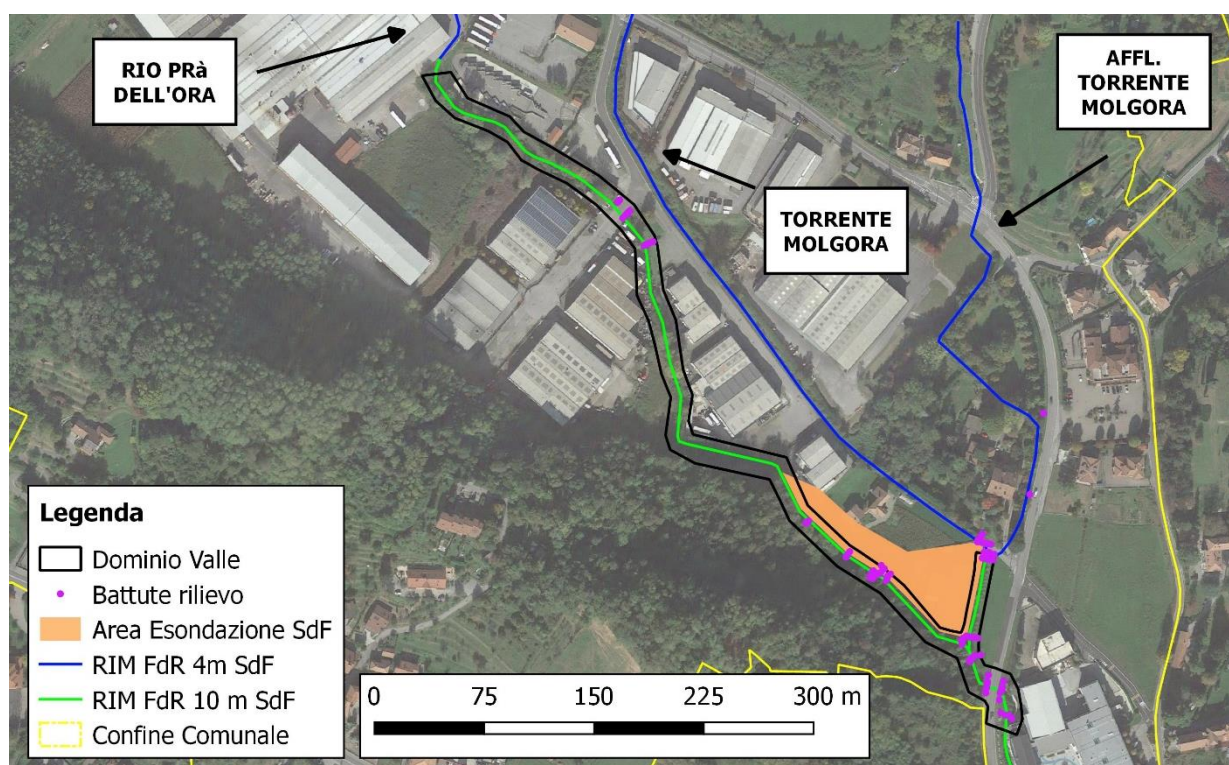 RIO PRà
DELL'ORA
AFFL.
TORRENTE
MOLGORA
TORRENTE
MOLGORA
Legenda
Dominio Valle
Battute rilievo
Area Esondazione SdF
RIM FdR 4m SdF
RIM FdR 10 m SdF
Confine Comunale
0 75 150 225 300 m